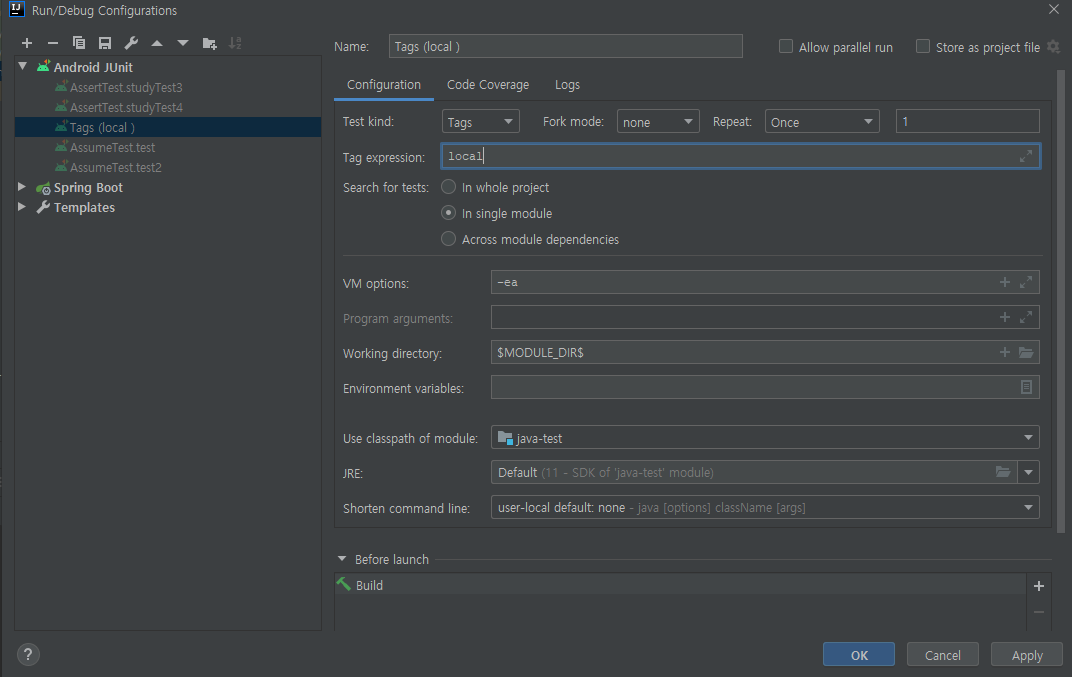 IJ Run/Debug Configurations
Name: Tags (local ) Allow parallel run Store as project file
Android JUnit
AssertTest.studyTest3
AssertTest.studyTest4
Tags (local )
AssumeTest.test
AssumeTest.test2
Spring Boot
Templates
Configuration Code Coverage Logs
Test kind: Tags Fork mode: none Repeat: Once 1
Tag expression: local
Search for tests: In whole project
In single module
Across module dependencies
VM options: -ea
Program arguments:
Working directory: $MODULE_DIR$
Environment variables:
Use classpath of module: java-test
JRE: Default (11 - SDK of 'java-test' module)
Shorten command line: user-local default: none - java [options] className [args]
Before launch
Build
? OK Cancel Apply